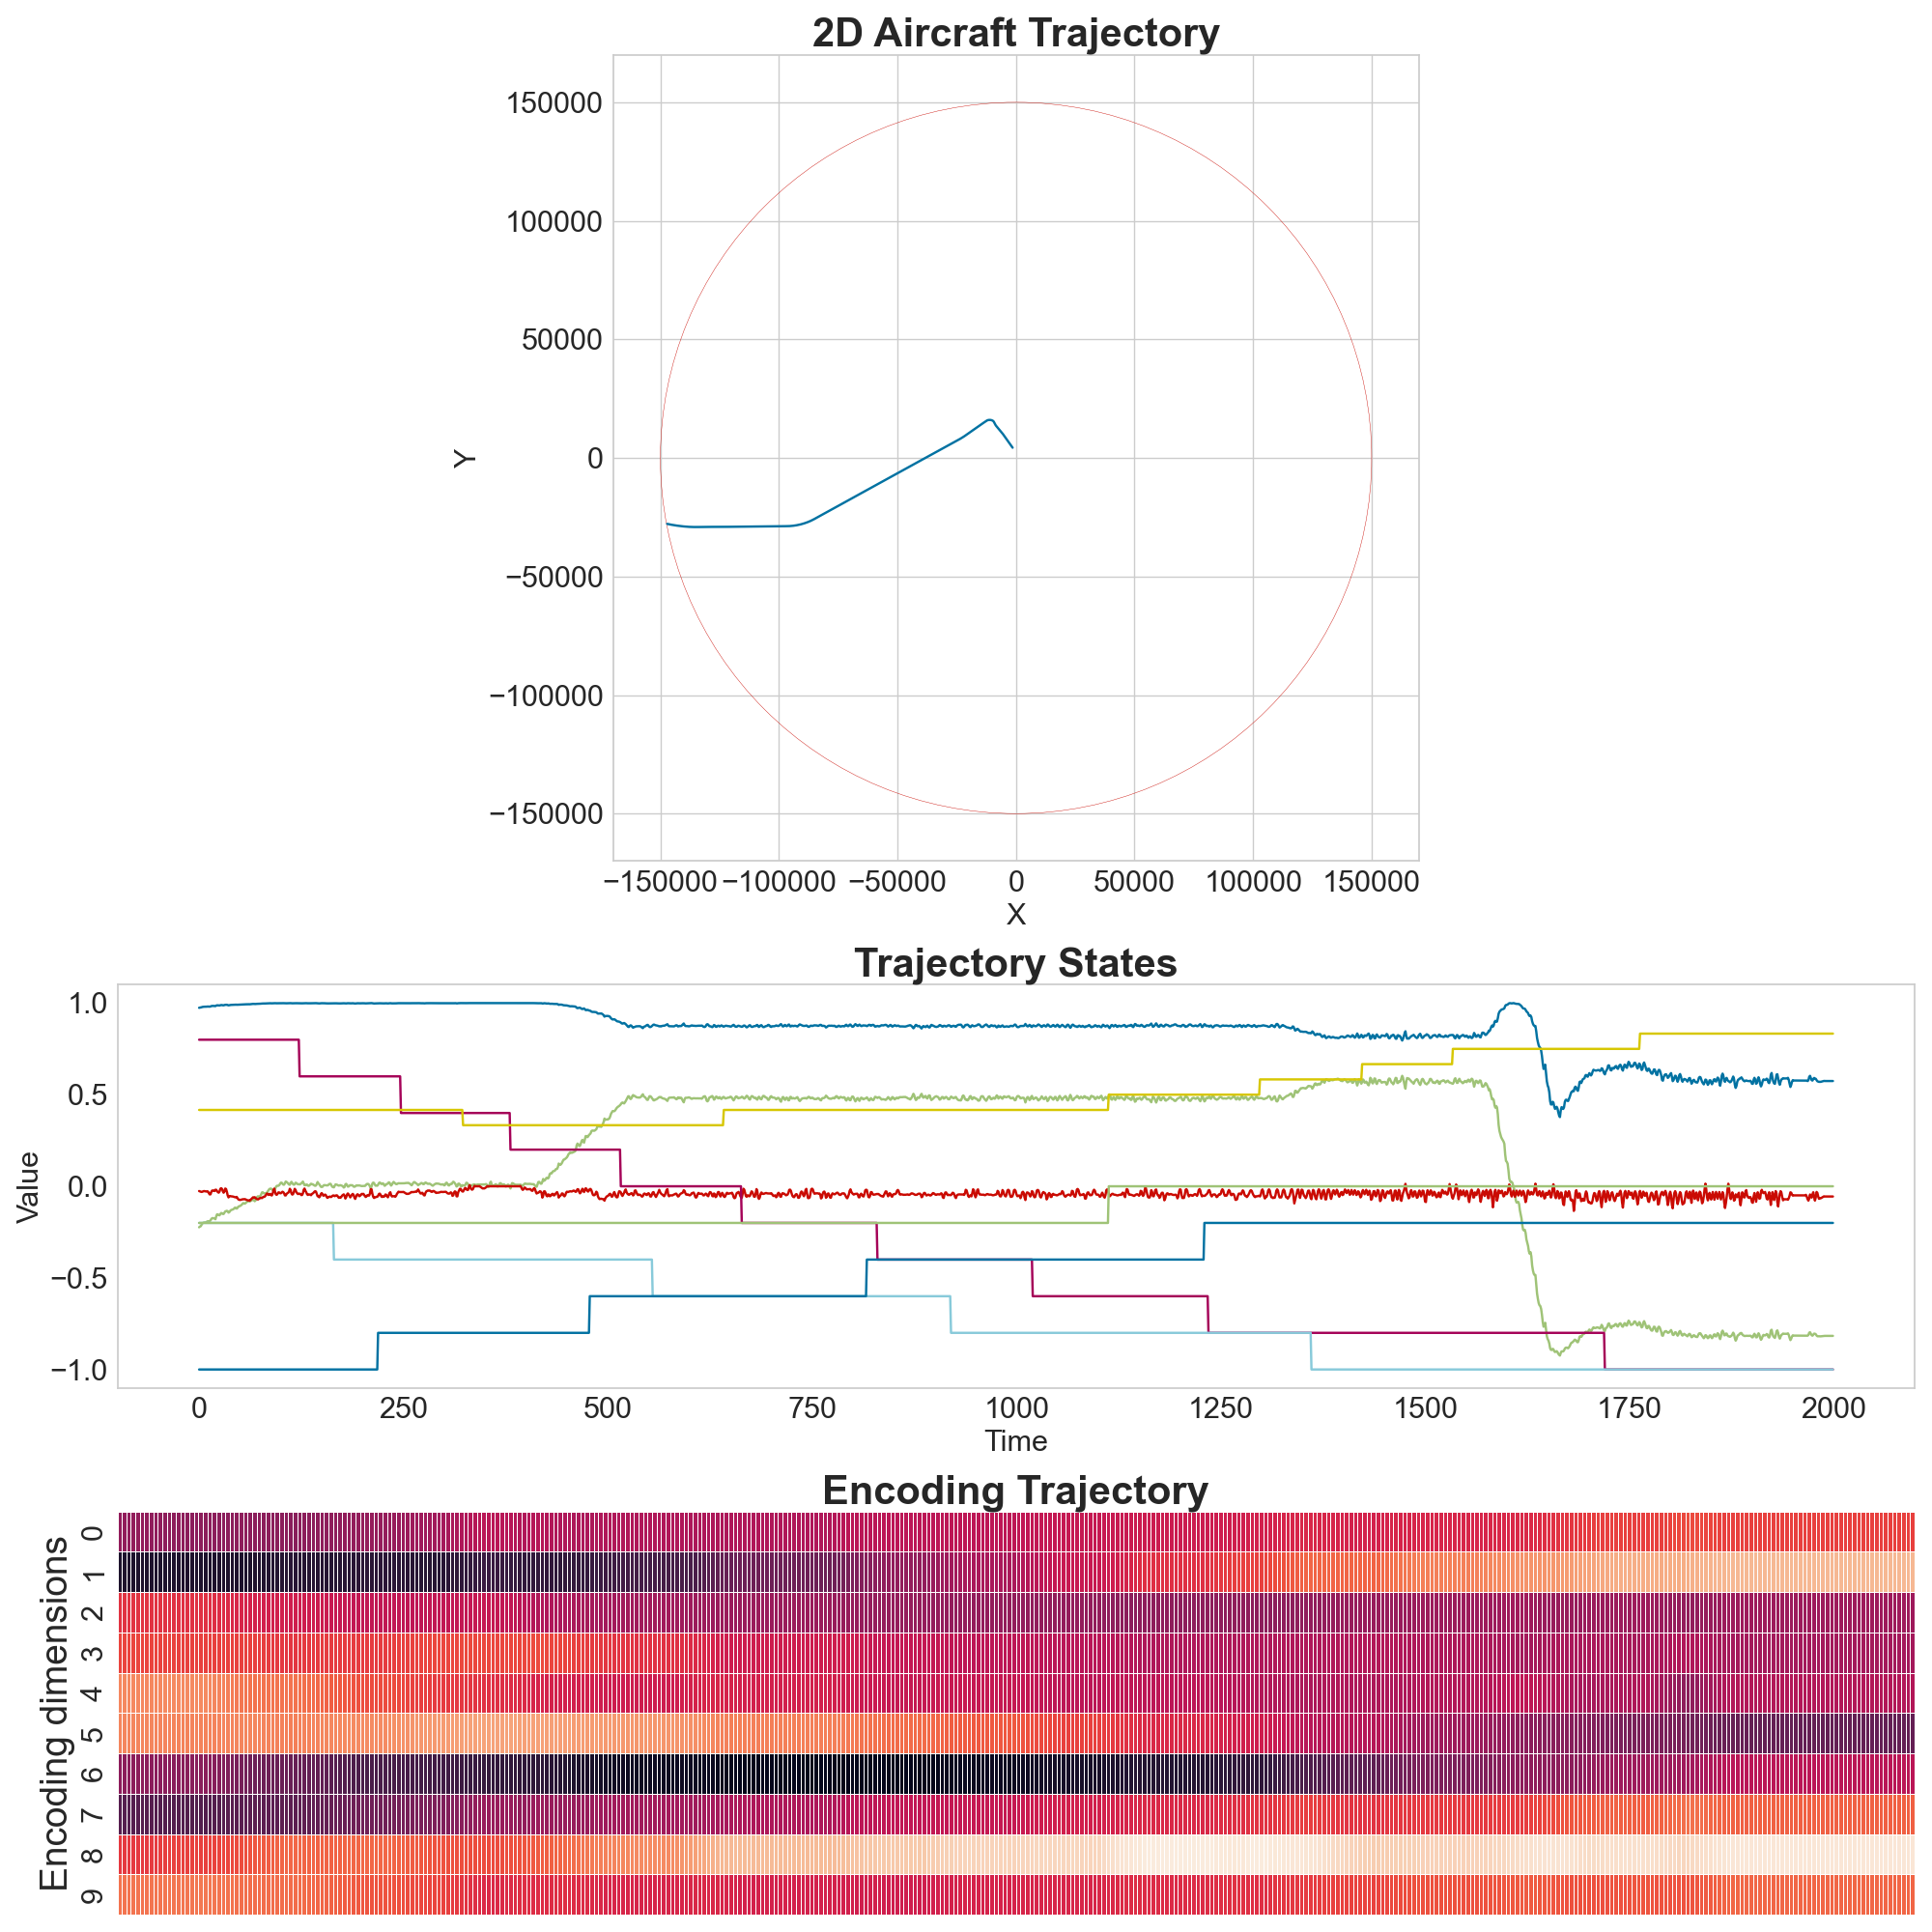 2D Aircraft Trajectory
150000
100000
50000
0
−50000
−100000
−150000
Y
−150000 −100000 −50000 0 50000 100000 150000
X
Trajectory States
1.0
0.5
0.0
−0.5
−1.0
Value
0 250 500 750 1000 1250 1500 1750 2000
Time
Encoding Trajectory
0
1
2
3
4
5
6
7
8
9
Encoding dimensions